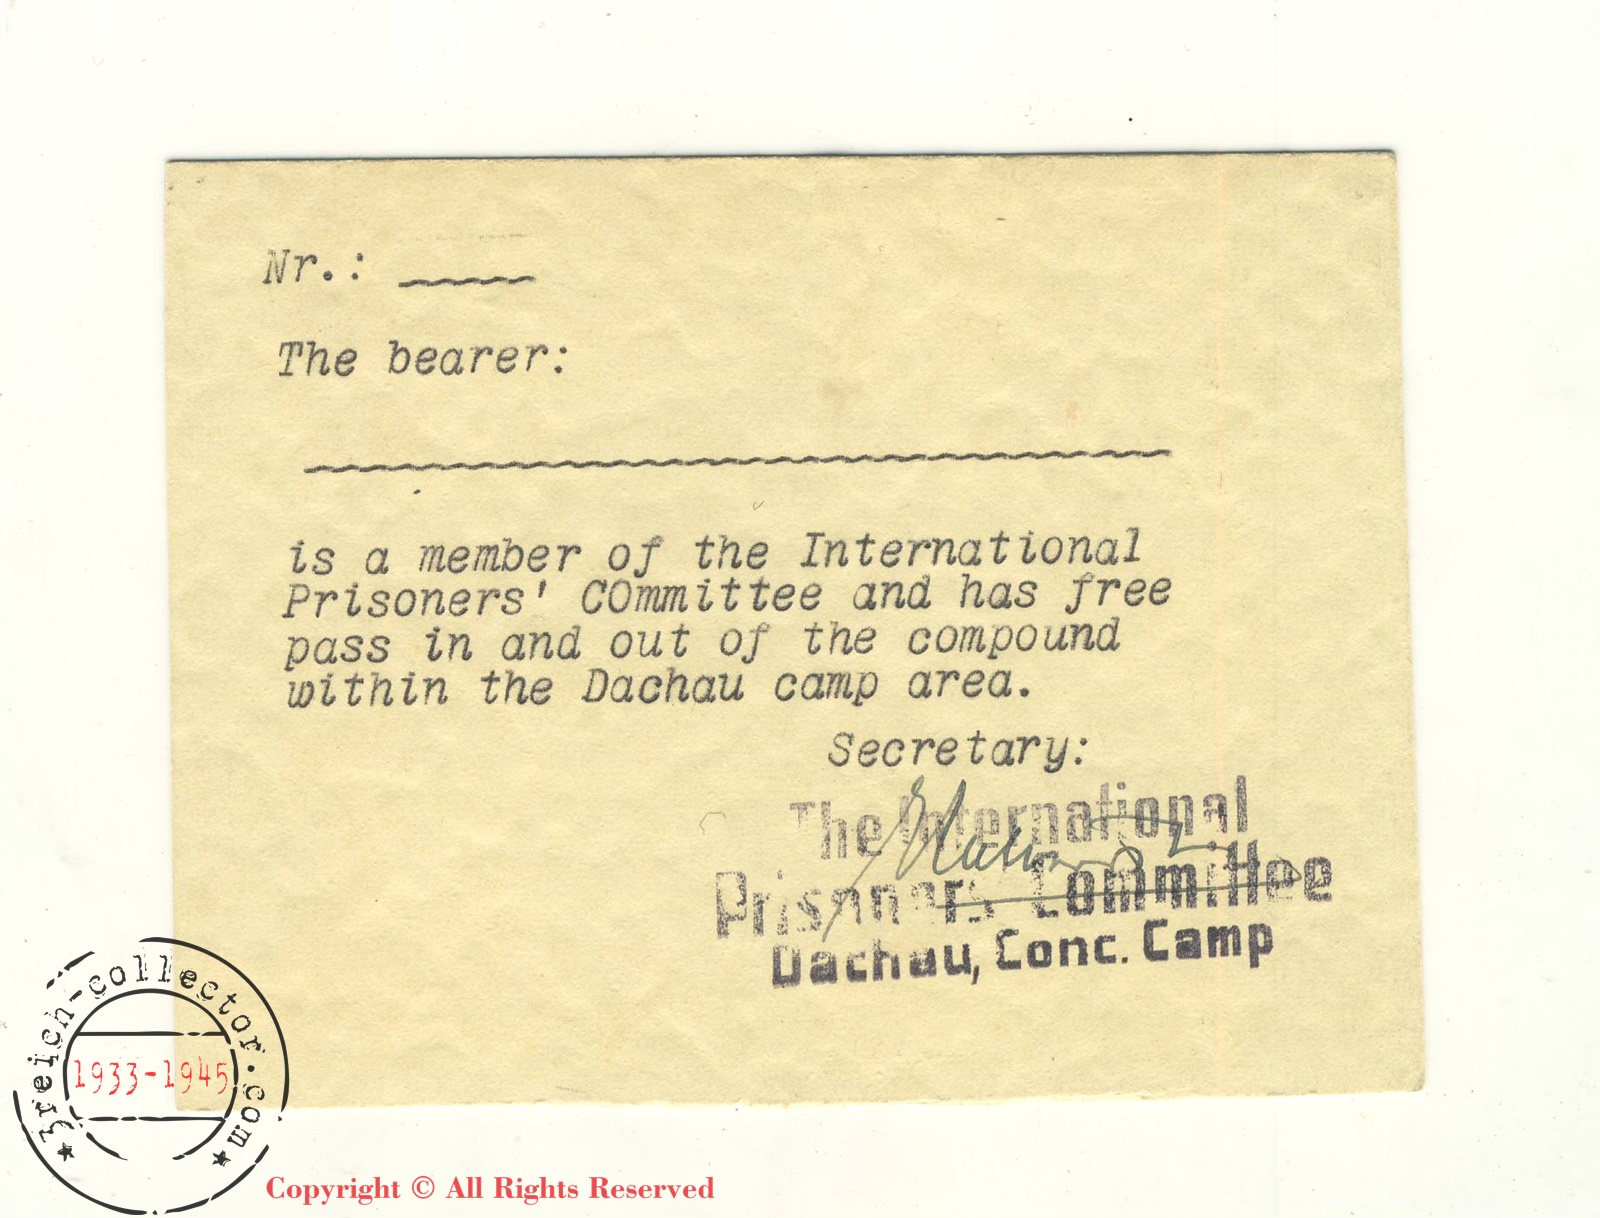 Nr.: ____
The bearer:
is a member of the International
Prisoners' COmmittee and has free
pass in and out of the compound
within the Dachau camp area.
Secretary:
The International
Prisoners Committee
Dachau, Conc. Camp
3reich-collector.com
1933-1945
Copyright © All Rights Reserved